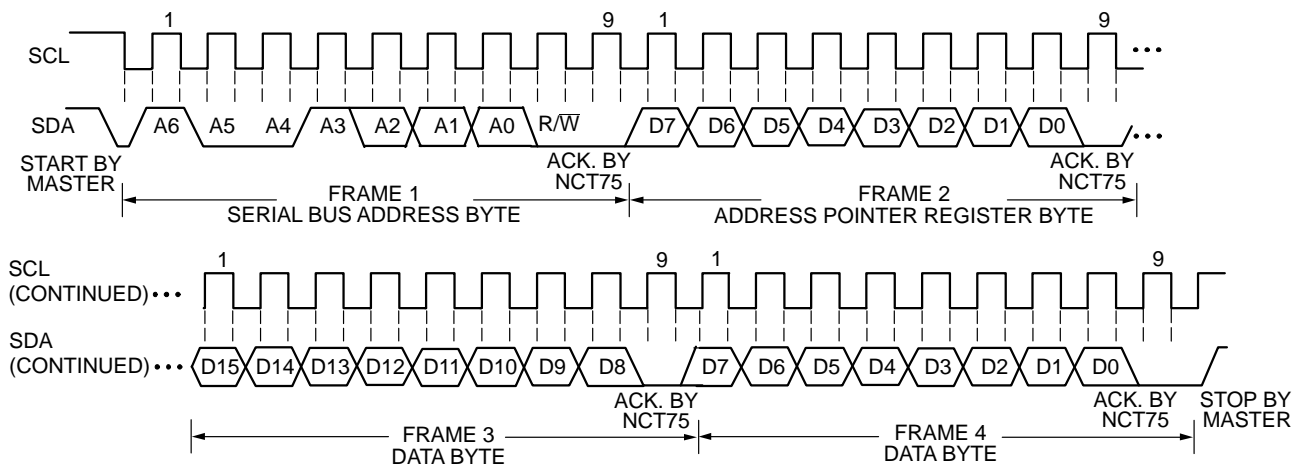 1 9 1 9
SCL
SDA A6 A5 A4 A3 A2 A1 A0 R/W̅ D7 D6 D5 D4 D3 D2 D1 D0
START BY MASTER
ACK. BY NCT75
ACK. BY NCT75
FRAME 1
SERIAL BUS ADDRESS BYTE
FRAME 2
ADDRESS POINTER REGISTER BYTE
1 9 1 9
SCL
(CONTINUED)
SDA
(CONTINUED) D15 D14 D13 D12 D11 D10 D9 D8 D7 D6 D5 D4 D3 D2 D1 D0
ACK. BY NCT75
ACK. BY NCT75
STOP BY MASTER
FRAME 3
DATA BYTE
FRAME 4
DATA BYTE